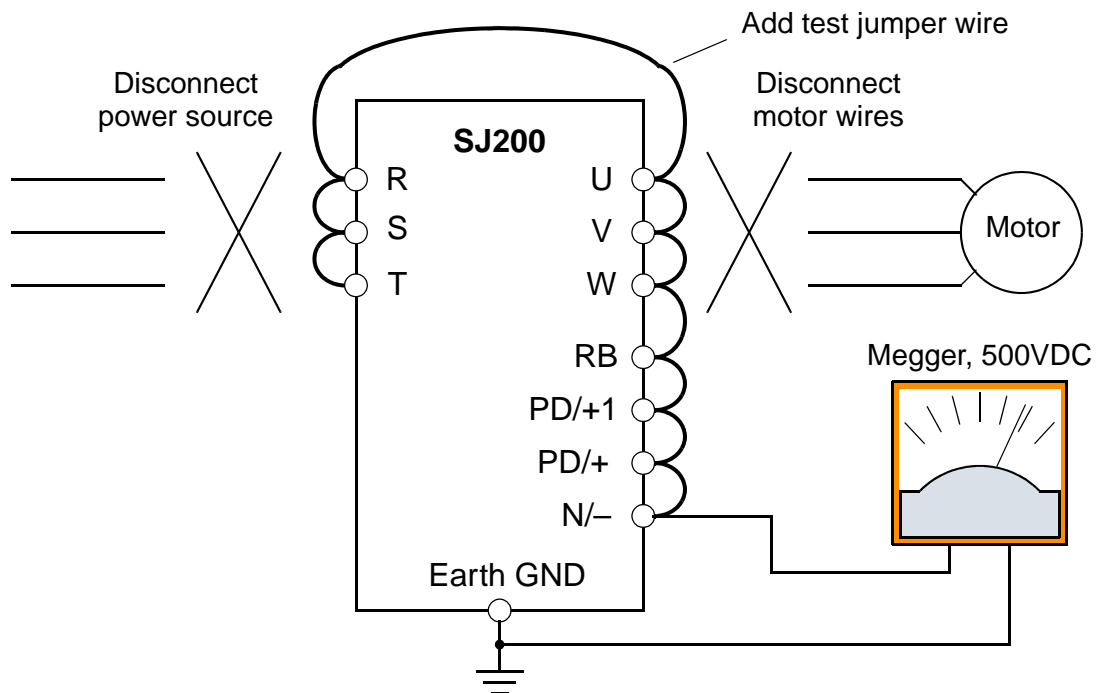 Add test jumper wire
Disconnect
power source
Disconnect
motor wires
SJ200
R
U
S
V
Motor
T
W
RB
Megger, 500VDC
PD/+1
PD/+
N/–
Earth GND